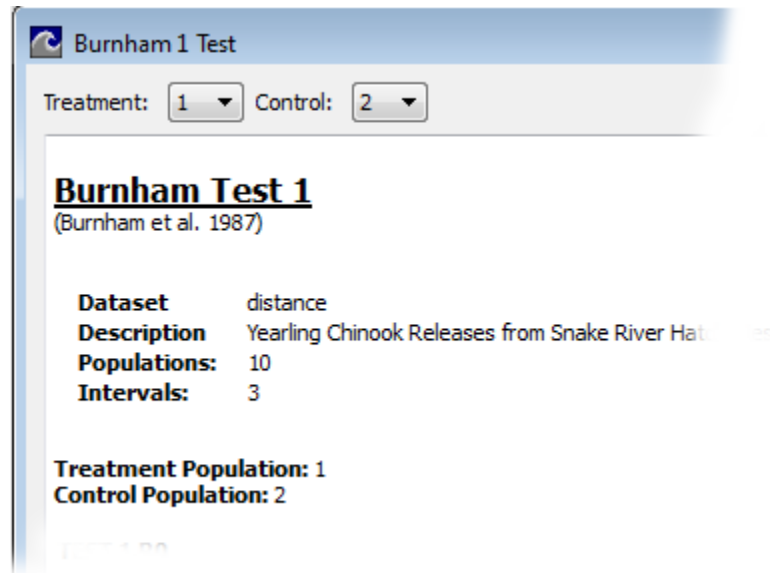 Burnham 1 Test
Treatment: 1 Control: 2
Burnham Test 1
(Burnham et al. 1987)
Dataset distance
Description Yearling Chinook Releases from Snake River
Populations: 10
Intervals: 3
Treatment Population: 1
Control Population: 2